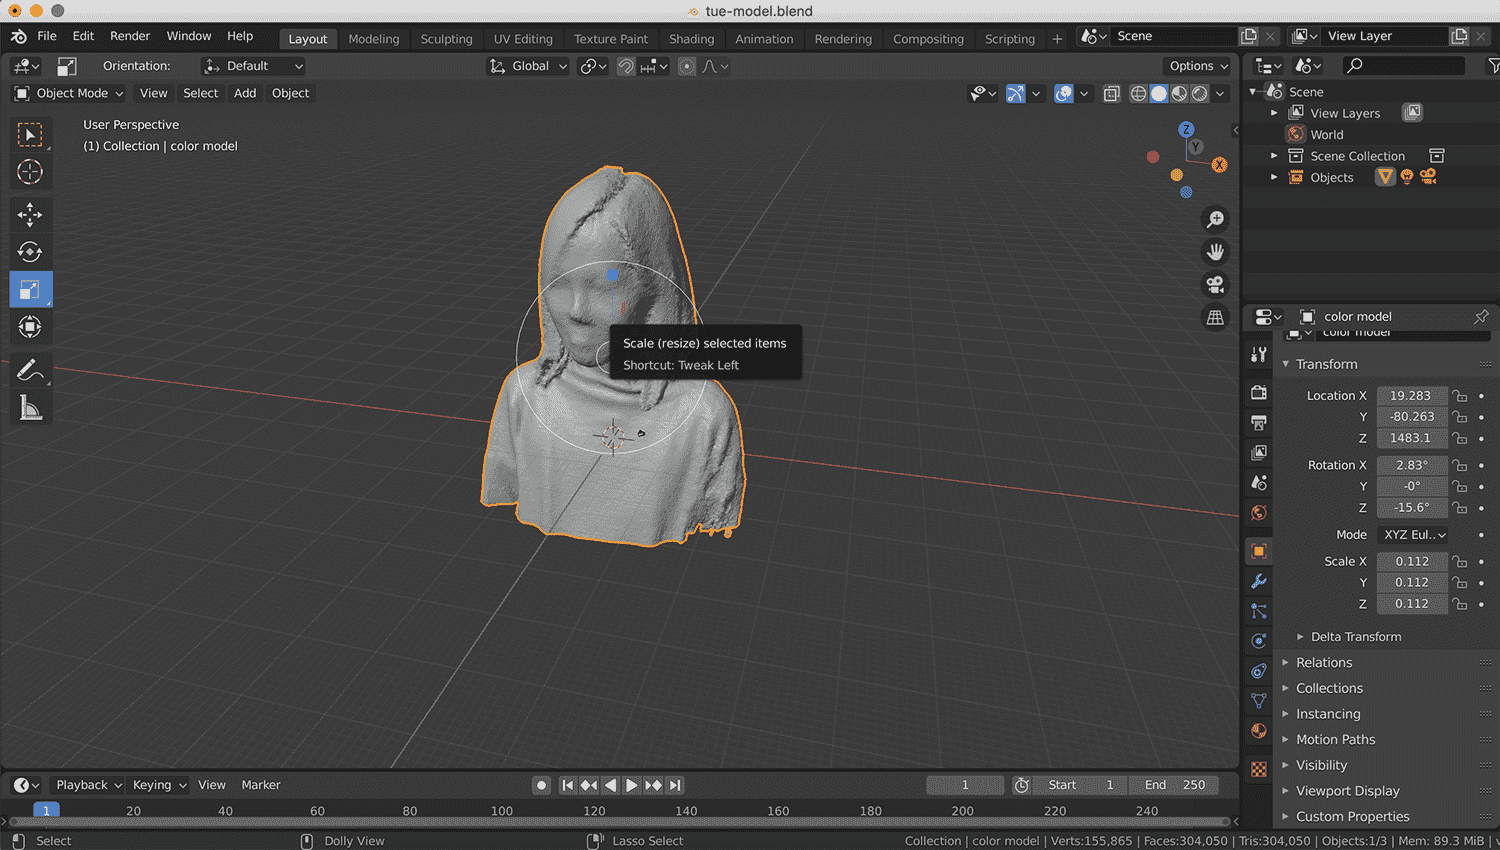 tue-model.blend
File Edit Render Window Help Layout Modeling Sculpting UV Editing Texture Paint Shading Animation Rendering Compositing Scripting + Scene View Layer
Orientation: Default Global Options
Object Mode View Select Add Object
User Perspective
(1) Collection | color model
Z
Y
X
Scale (resize) selected items
Shortcut: Tweak Left
Scene
View Layers
World
Scene Collection
Objects
color model
color model
Transform
Location X 19.283
Y -80.263
Z 1483.1
Rotation X 2.83°
Y -0°
Z -15.6°
Mode XYZ Eul..
Scale X 0.112
Y 0.112
Z 0.112
Delta Transform
Relations
Collections
Instancing
Motion Paths
Visibility
Viewport Display
Custom Properties
Playback Keying View Marker 1 Start 1 End 250
1 20 40 60 80 100 120 140 160 180 200 220 240
Select Dolly View Lasso Select Collection | color model | Verts:155,865 | Faces:304,050 | Tris:304,050 | Objects:1/3 | Mem: 89.3 MiB |